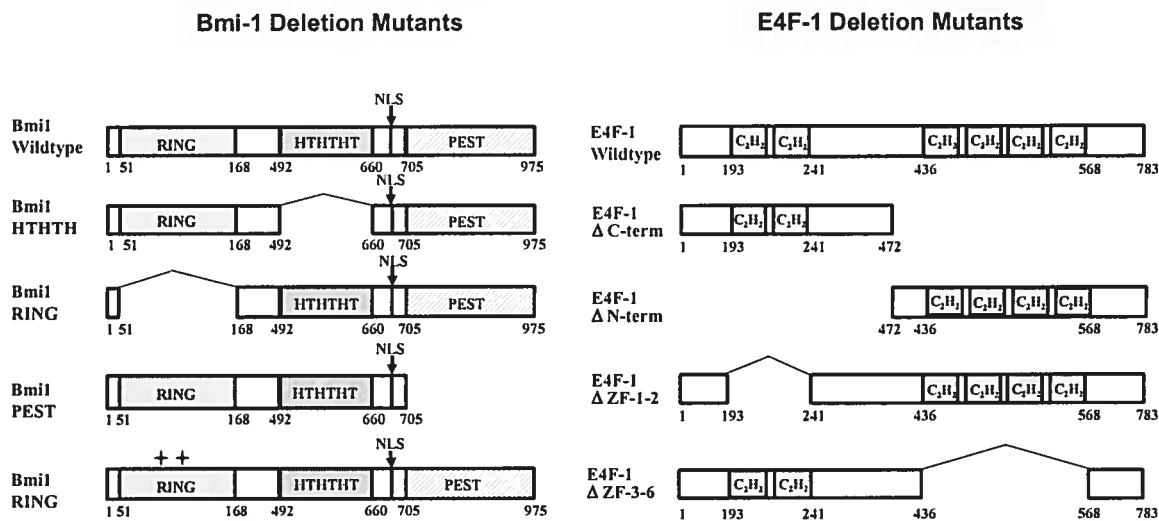 Bmi-1 Deletion Mutants
NLS
Bmi1
Wildtype
RING HTHTHT PEST
1 51 168 492 660 705 975
Bmi1
HTHTH
NLS
RING PEST
1 51 168 492 660 705 975
Bmi1
RING
NLS
HTHTHT PEST
1 51 168 492 660 705 975
Bmi1
PEST
NLS
RING HTHTHT
1 51 168 492 660 705
Bmi1
RING
NLS
RING HTHTHT PEST
1 51 168 492 660 705 975
E4F-1 Deletion Mutants
E4F-1
Wildtype
C₂H₂ C₂H₂ C₂H₂ C₂H₂ C₂H₂ C₂H₂
1 193 241 436 568 783
E4F-1
Δ C-term
C₂H₂ C₂H₂
1 193 241 472
E4F-1
Δ N-term
C₂H₂ C₂H₂ C₂H₂ C₂H₂
472 436 568 783
E4F-1
Δ ZF-1-2
C₂H₂ C₂H₂ C₂H₂ C₂H₂
1 193 241 436 568 783
E4F-1
Δ ZF-3-6
C₂H₂ C₂H₂
1 193 241 436 568 783